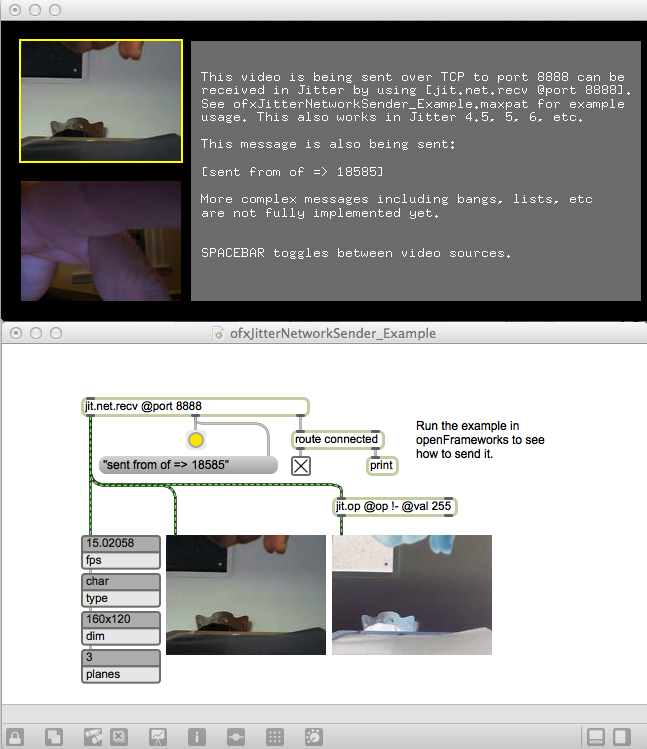 This video is being sent over TCP to port 8888 can be
received in Jitter by using [jit.net.recv @port 8888].
See ofxJitterNetworkSender_Example.maxpat for example
usage. This also works in Jitter 4.5, 5, 6, etc.
This message is also being sent:
[sent from of => 18585]
More complex messages including bangs, lists, etc
are not fully implemented yet.
SPACEBAR toggles between video sources.
ofxJitterNetworkSender_Example
jit.net.recv @port 8888
route connected
"sent from of => 18585"
print
Run the example in
openFrameworks to see
how to send it.
jit.op @op !- @val 255
15.02058
fps
char
type
160x120
dim
3
planes